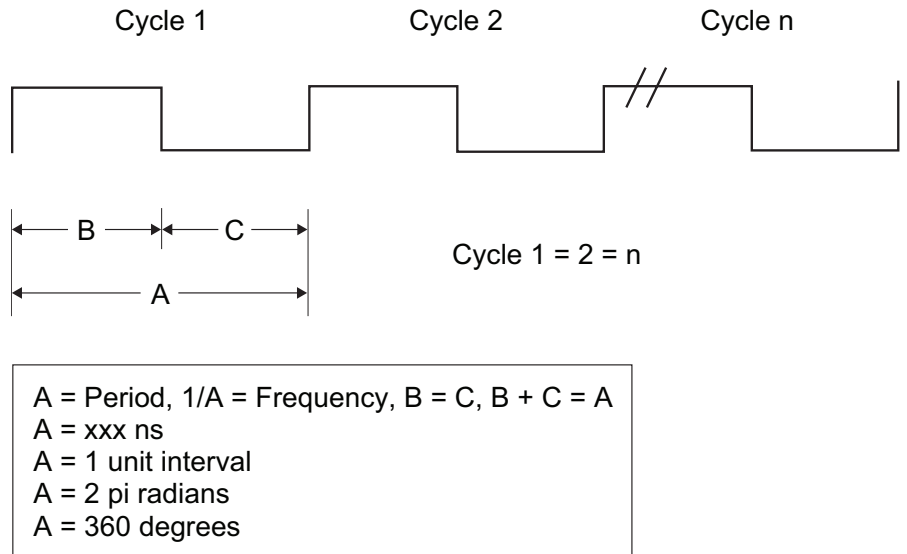 Cycle 1 Cycle 2 Cycle n
B C
Cycle 1 = 2 = n
A
A = Period, 1/A = Frequency, B = C, B + C = A
A = xxx ns
A = 1 unit interval
A = 2 pi radians
A = 360 degrees